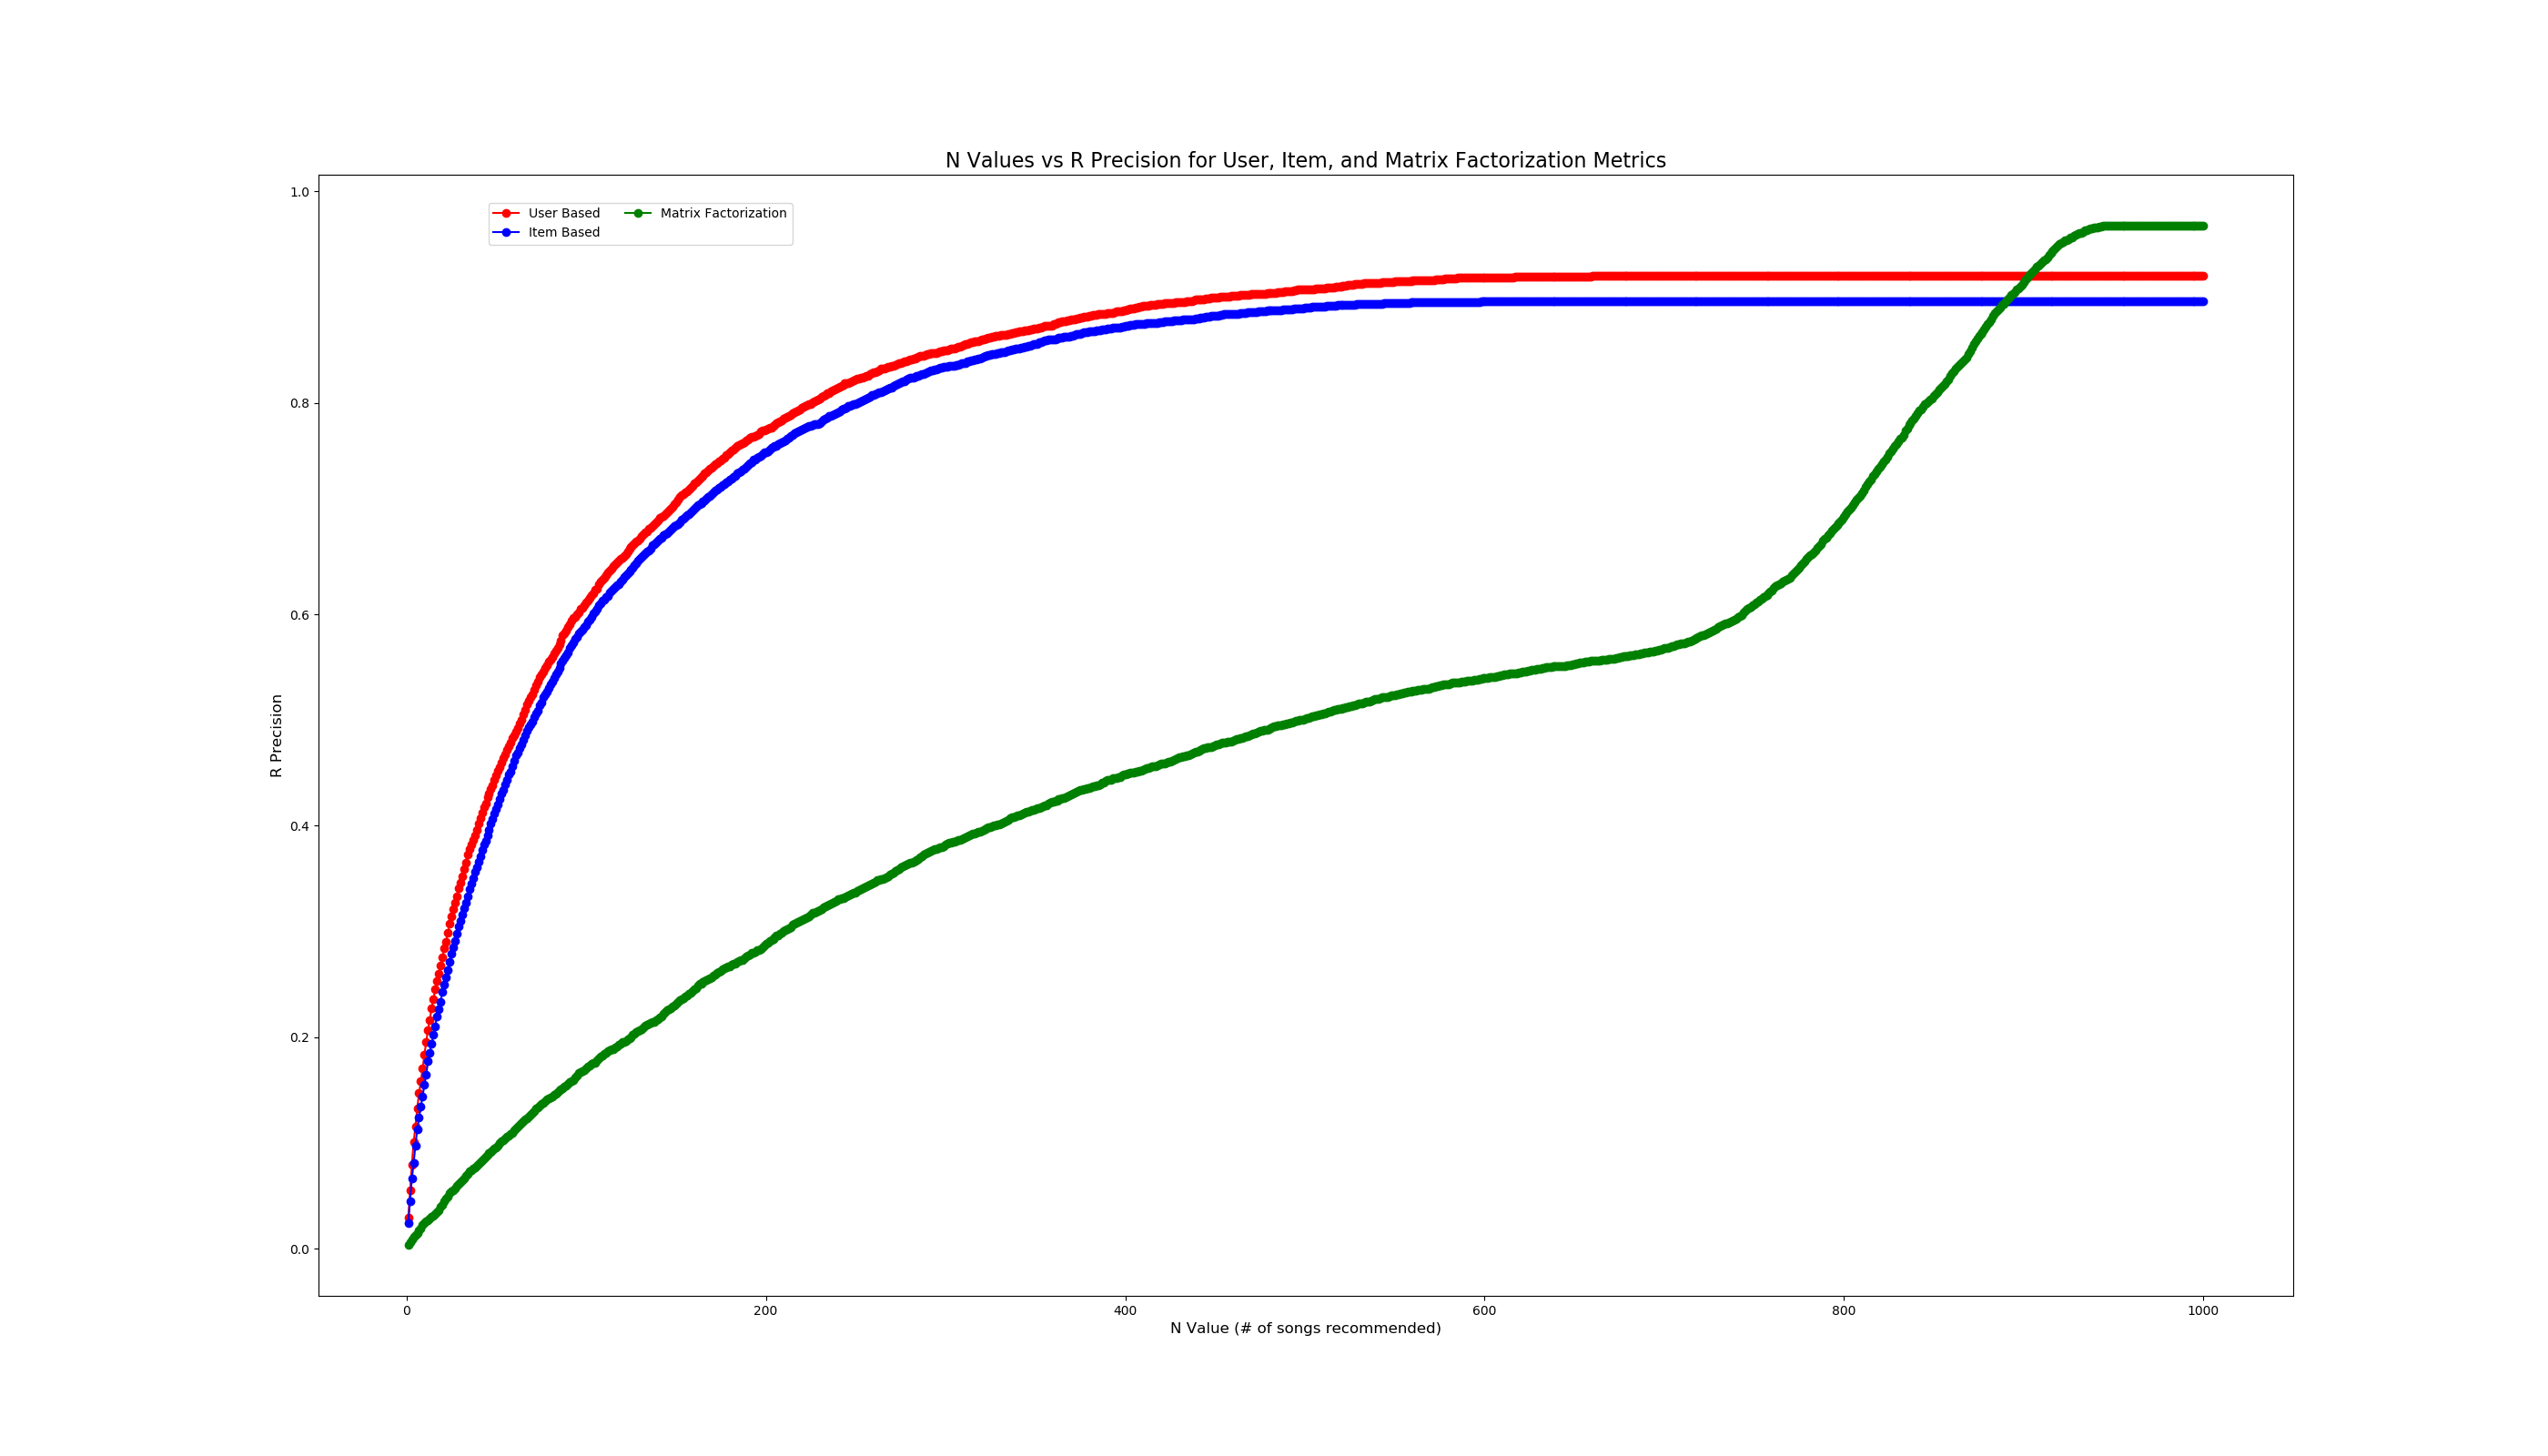 N Values vs R Precision for User, Item, and Matrix Factorization Metrics
User Based
Item Based
Matrix Factorization
1.0
0.8
0.6
0.4
0.2
0.0
R Precision
0 200 400 600 800 1000
N Value (# of songs recommended)